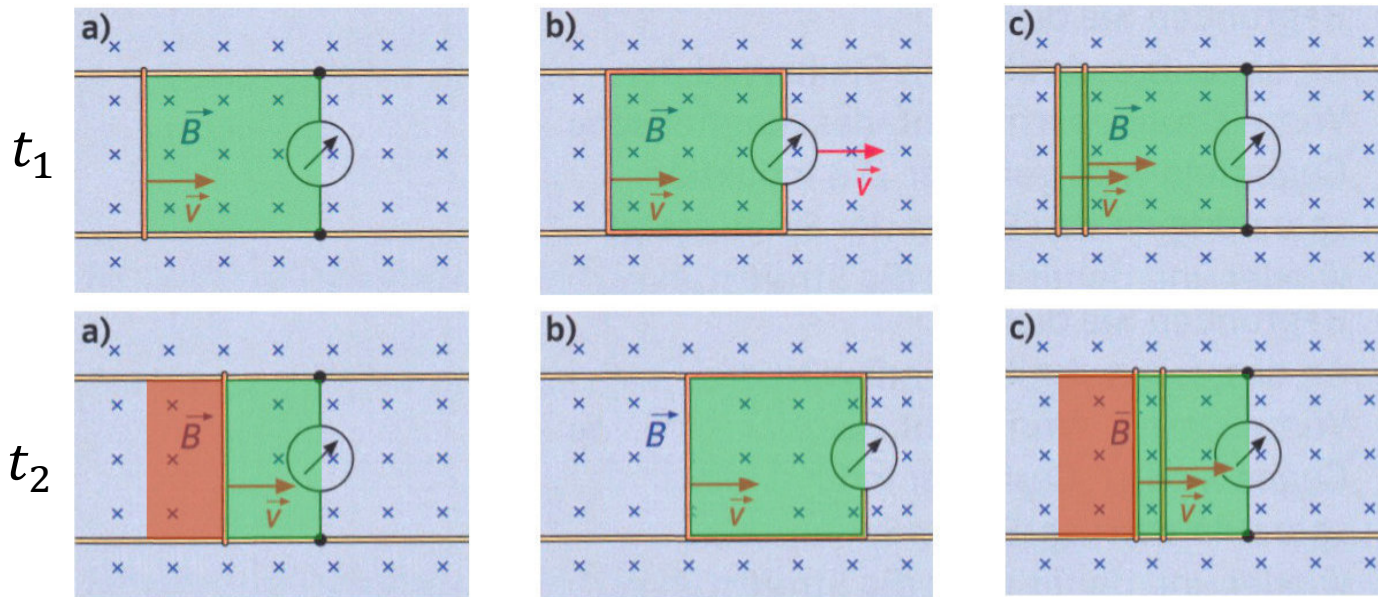 a) b) c)
t₁
B B B
v v v v
a) b) c)
t₂
B B B
v v v